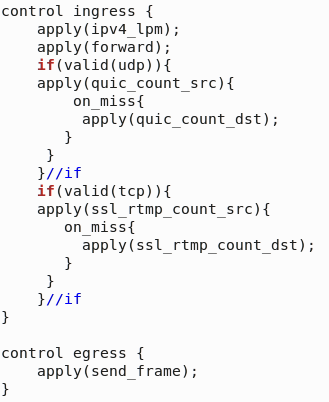 control ingress {
    apply(ipv4_lpm);
    apply(forward);
    if(valid(udp)){
    apply(quic_count_src){
        on_miss{
         apply(quic_count_dst);
       }
     }
    }//if
    if(valid(tcp)){
    apply(ssl_rtmp_count_src){
       on_miss{
         apply(ssl_rtmp_count_dst);
       }
     }
    }//if
}

control egress {
    apply(send_frame);
}